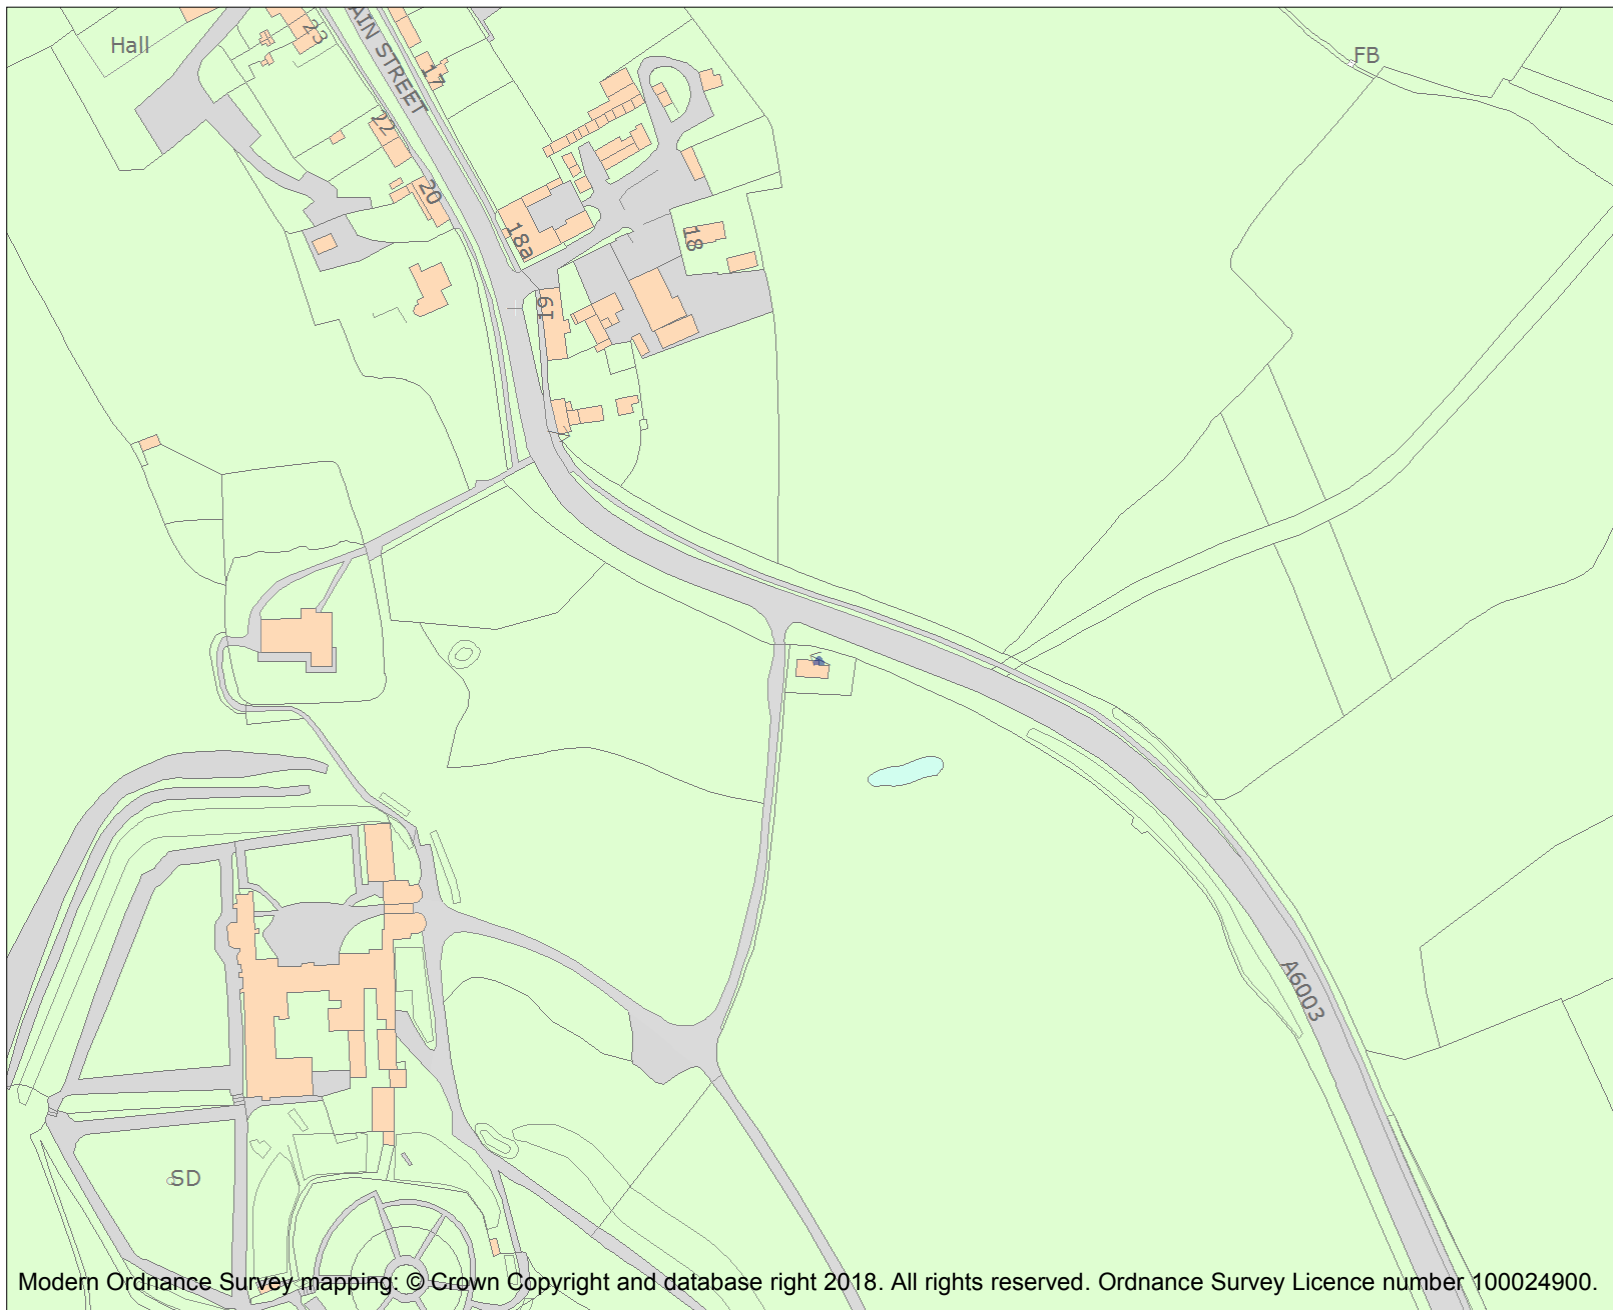 Hall
23
AIN STREET
17
FB
22
20
18a
18
19
A6003
SD
Modern Ordnance Survey mapping: © Crown Copyright and database right 2018. All rights reserved. Ordnance Survey Licence number 100024900.